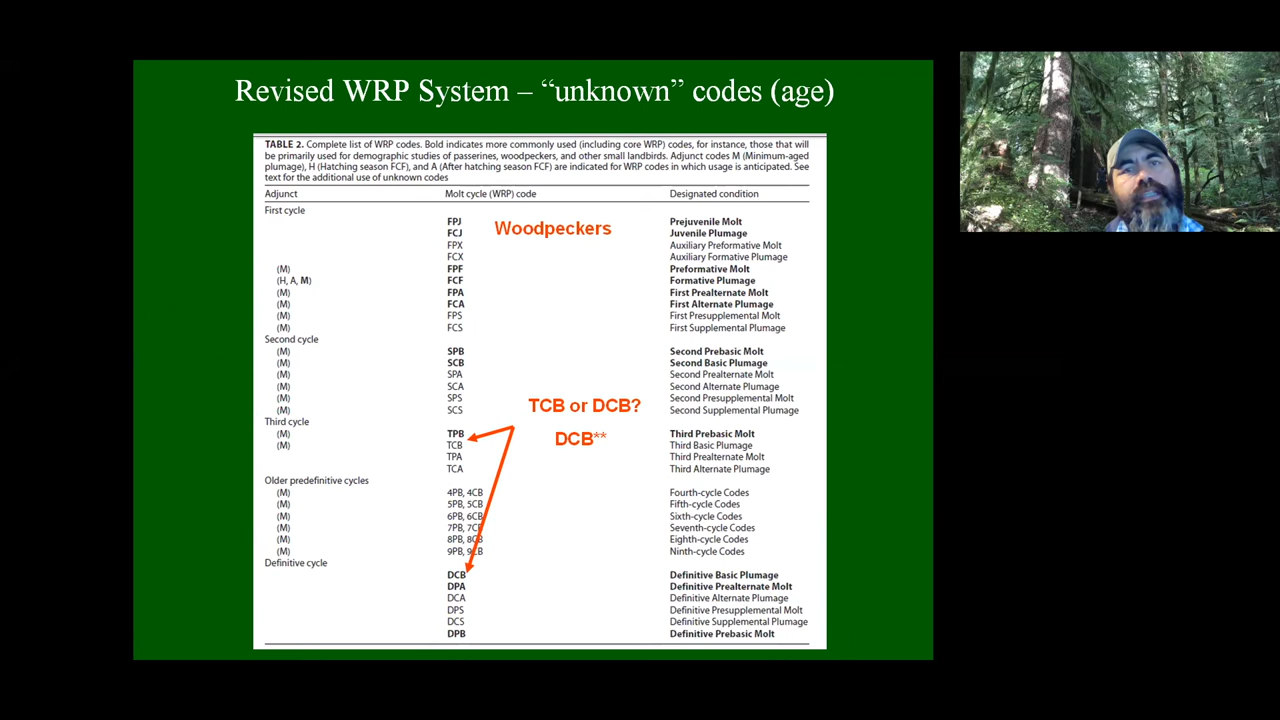 Revised WRP System – “unknown” codes (age)
TABLE 2. Complete list of WRP codes. Bold indicates more commonly used (including core WRP) codes, for instance, those that will
be primarily used for demographic studies of passerines, woodpeckers, and other small landbirds. Adjunct codes M (Minimum-aged
plumage), H (Hatching season FCF), and A (After hatching season FCF) are indicated for WRP codes in which usage is anticipated. See
text for the additional use of unknown codes
Adjunct Molt cycle (WRP) code Designated condition
First cycle
FPJ Prejuvenile Molt
Woodpeckers
FCJ Juvenile Plumage
FPX Auxiliary Preformative Molt
FCX Auxiliary Formative Plumage
(M) FPF Preformative Molt
(H, A, M) FCF Formative Plumage
(M) FPA First Prealternate Molt
(M) FCA First Alternate Plumage
(M) FPS First Presupplemental Molt
(M) FCS First Supplemental Plumage
Second cycle
(M) SPB Second Prebasic Molt
(M) SCB Second Basic Plumage
(M) SPA Second Prealternate Molt
(M) SCA Second Alternate Plumage
(M) SPS Second Presupplemental Molt
(M) SCS Second Supplemental Plumage
TCB or DCB?
Third cycle
(M) TPB Third Prebasic Molt
DCB**
(M) TCB Third Basic Plumage
TPA Third Prealternate Molt
TCA Third Alternate Plumage
Older predefinitive cycles
(M) 4PB, 4CB Fourth-cycle Codes
(M) 5PB, 5CB Fifth-cycle Codes
(M) 6PB, 6CB Sixth-cycle Codes
(M) 7PB, 7CB Seventh-cycle Codes
(M) 8PB, 8CB Eighth-cycle Codes
(M) 9PB, 9CB Ninth-cycle Codes
Definitive cycle
DCB Definitive Basic Plumage
DPA Definitive Prealternate Molt
DCA Definitive Alternate Plumage
DPS Definitive Presupplemental Molt
DCS Definitive Supplemental Plumage
DPB Definitive Prebasic Molt